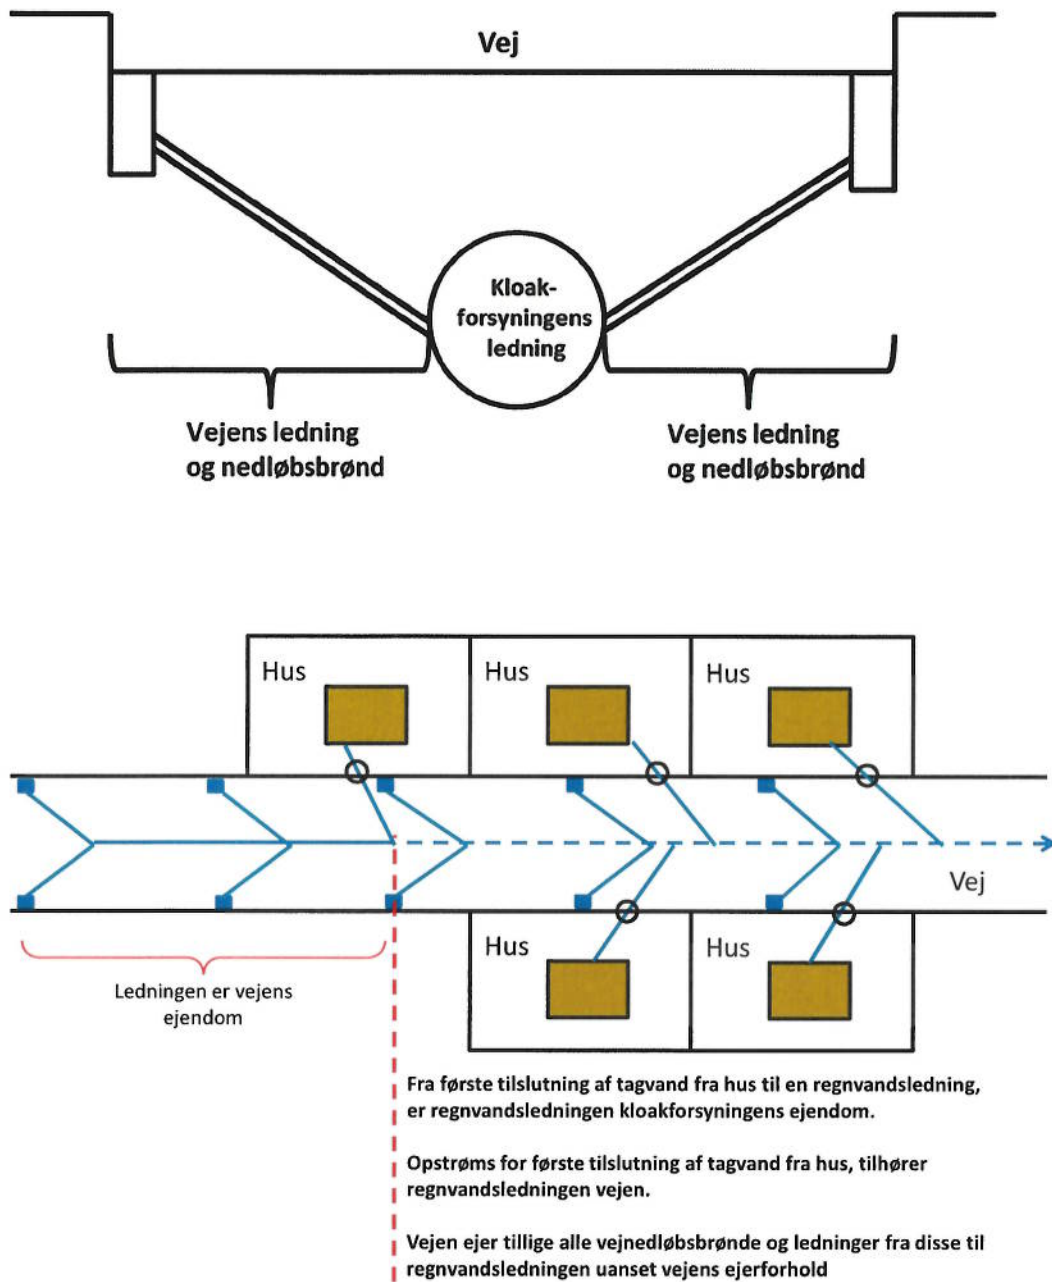 Vej
Kloak-
forsyningens
ledning
Vejens ledning
og nedløbsbrønd
Vejens ledning
og nedløbsbrønd
Hus
Hus
Hus
Vej
Hus
Hus
Ledningen er vejens
ejendom
Fra første tilslutning af tagvand fra hus til en regnvandsledning,
er regnvandsledningen kloakforsyningens ejendom.
Opstrøms for første tilslutning af tagvand fra hus, tilhører
regnvandsledningen vejen.
Vejen ejer tillige alle vejnedløbsbrønde og ledninger fra disse til
regnvandsledningen uanset vejens ejerforhold